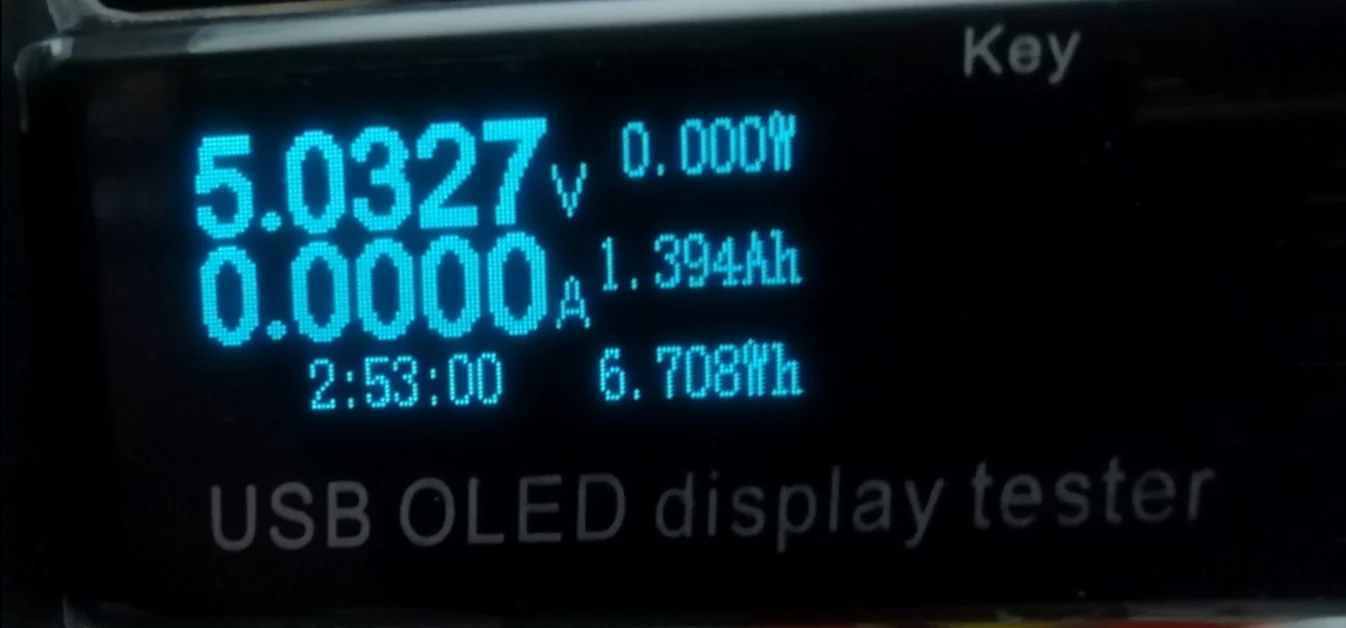 Key
5.0327V 0.000W
0.0000A 1.394Ah
2:53:00 6.708Wh
USB OLED display tester